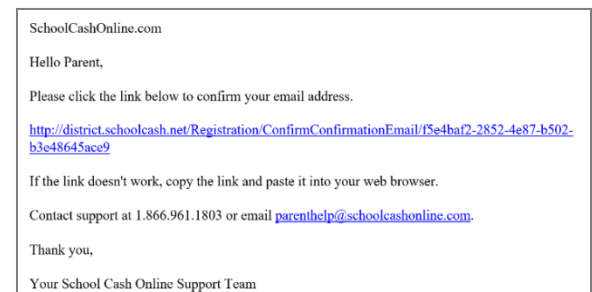 SchoolCashOnline.com
Hello Parent,
Please click the link below to confirm your email address.
http://district.schoolcash.net/Registration/ConfirmConfirmationEmail/f5e4baf2-2852-4e87-b502-
b3e48645ace9
If the link doesn't work, copy the link and paste it into your web browser.
Contact support at 1.866.961.1803 or email parenthelp@schoolcashonline.com.
Thank you,
Your School Cash Online Support Team